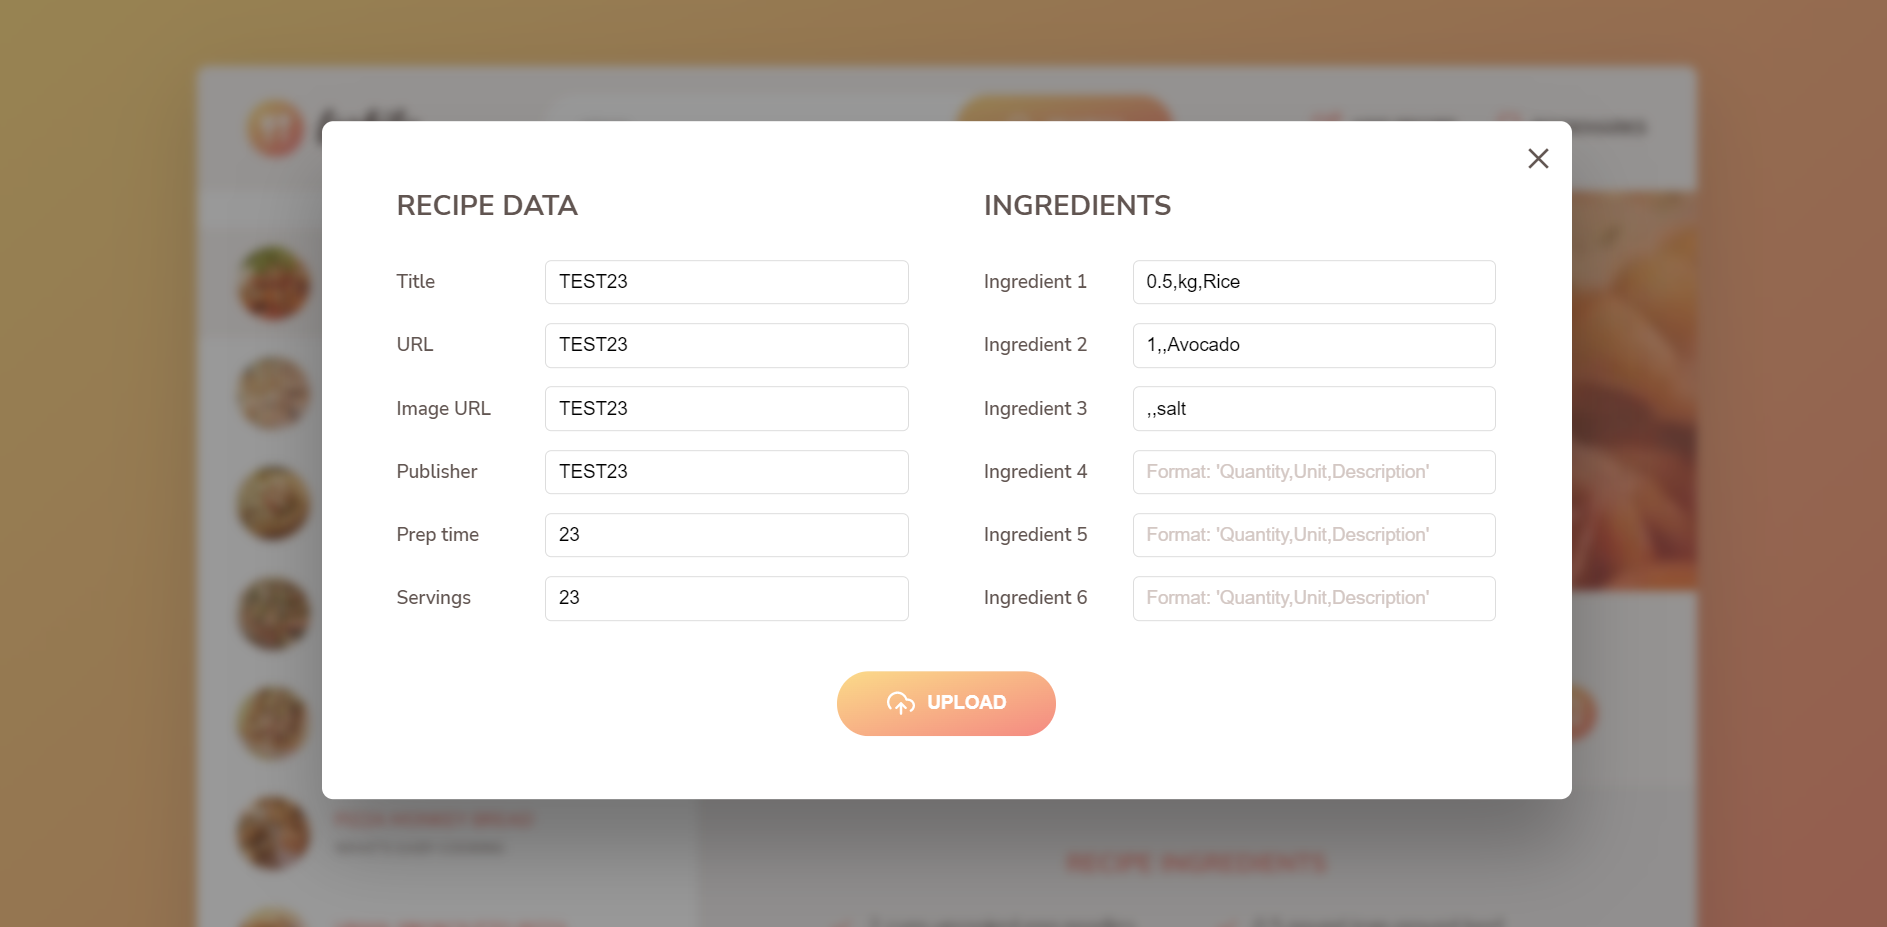 RECIPE DATA
Title
TEST23
URL
TEST23
Image URL
TEST23
Publisher
TEST23
Prep time
23
Servings
23
INGREDIENTS
Ingredient 1
0.5,kg,Rice
Ingredient 2
1,,Avocado
Ingredient 3
,,salt
Ingredient 4
Format: 'Quantity,Unit,Description'
Ingredient 5
Format: 'Quantity,Unit,Description'
Ingredient 6
Format: 'Quantity,Unit,Description'
UPLOAD
RECIPE INGREDIENTS